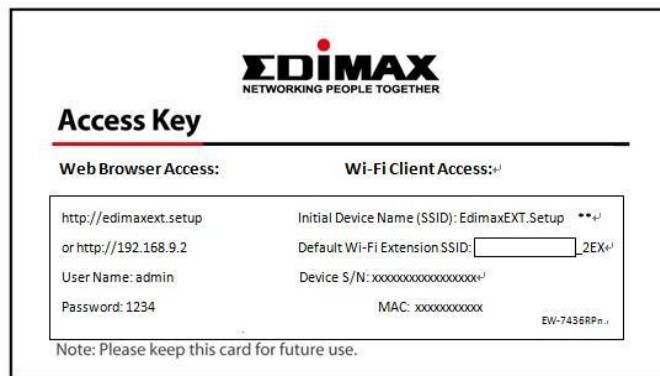 EDIMAX
NETWORKING PEOPLE TOGETHER
Access Key
Web Browser Access:
Wi-Fi Client Access:↵
http://edimaxext.setup
Initial Device Name (SSID): EdimaxEXT.Setup **↵
or http://192.168.9.2
Default Wi-Fi Extension SSID: _2EX↵
User Name: admin
Device S/N: xxxxxxxxxxxxxxxxx↵
Password: 1234
MAC: xxxxxxxxxxx
EW-7436RPn
Note: Please keep this card for future use.